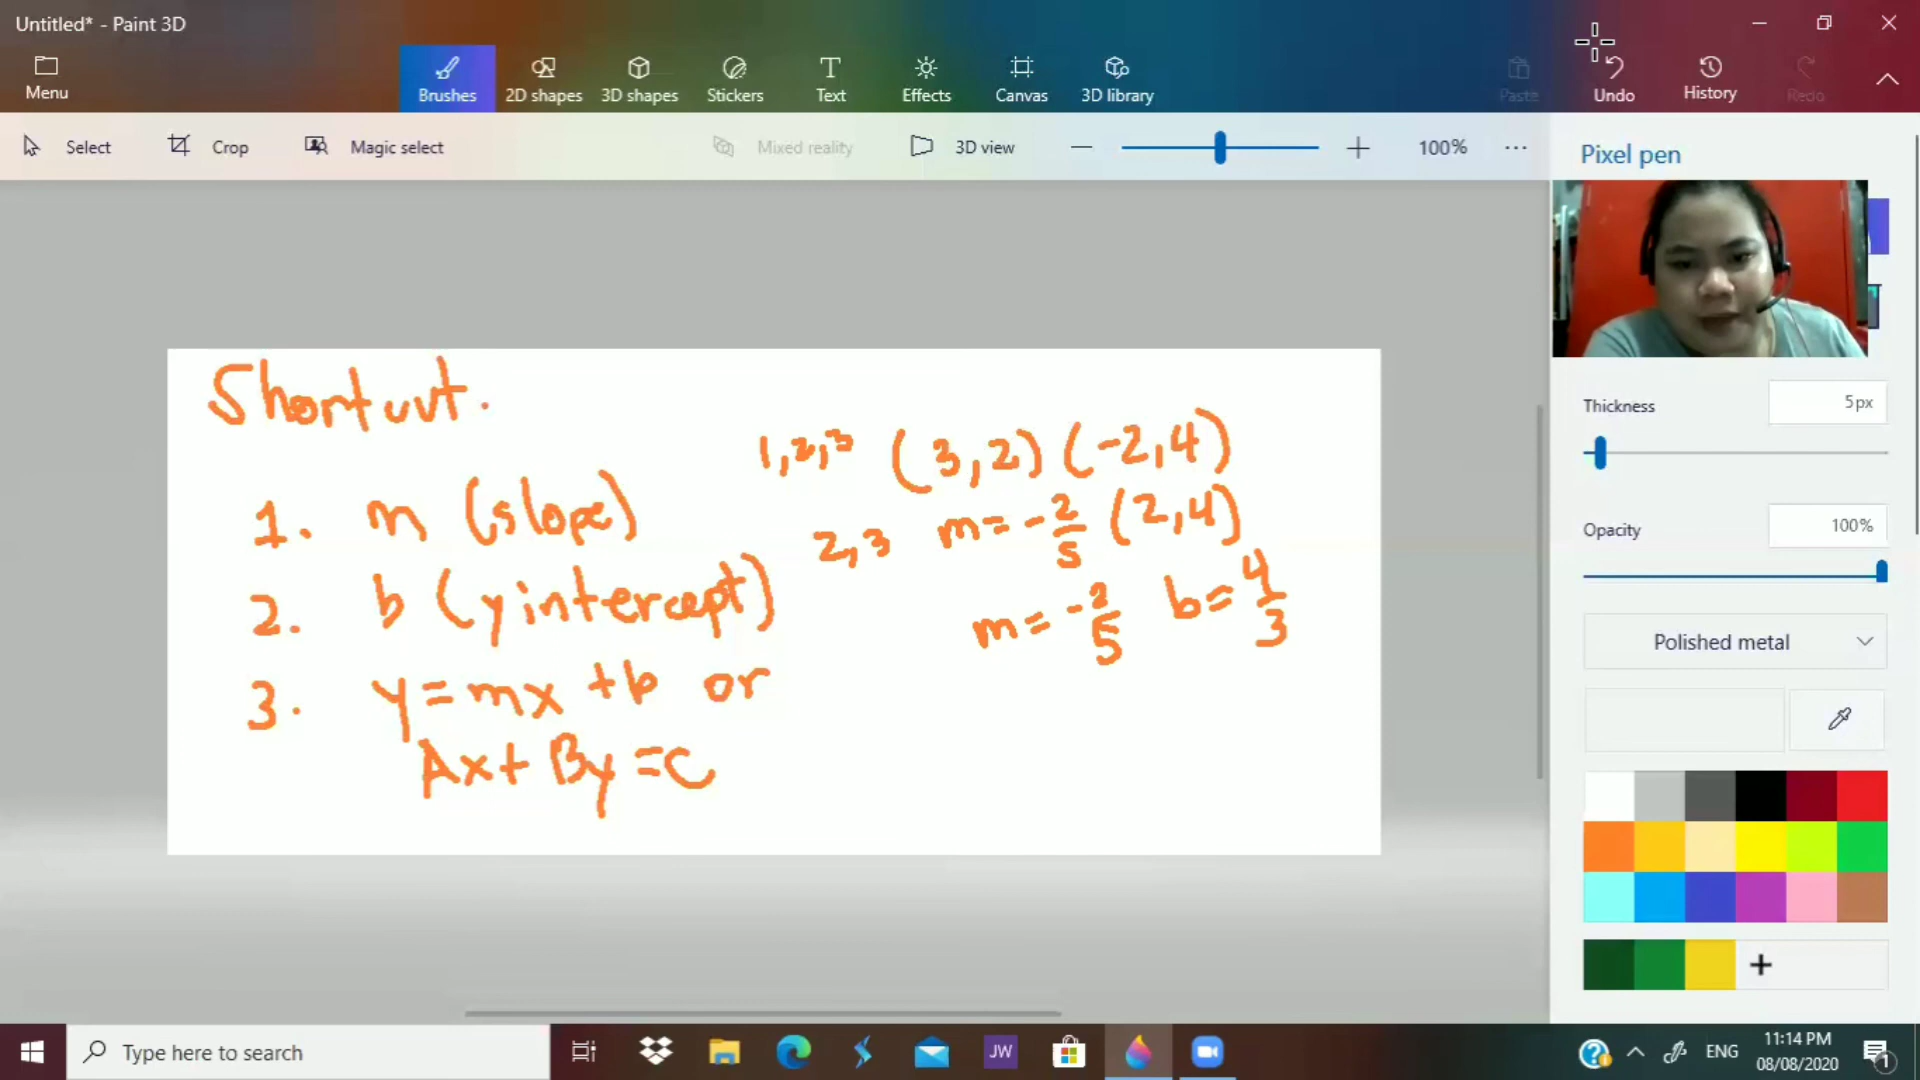 Untitled* - Paint 3D
Menu
Brushes
2D shapes
3D shapes
Stickers
Text
Effects
Canvas
3D library
Paste
Undo
History
Redo
Select
Crop
Magic select
Mixed reality
3D view
100%
Pixel pen
Thickness
5px
Opacity
100%
Polished metal
Shortcut.
1. m (slope)
2. b (y intercept)
3. y=mx+b or
Ax+By=C
1,2,3 (3,2) (-2,4)
2,3 m=-2/5 (2,4)
m=-2/5 b=4/3
Type here to search
JW
ENG
11:14 PM
08/08/2020
1